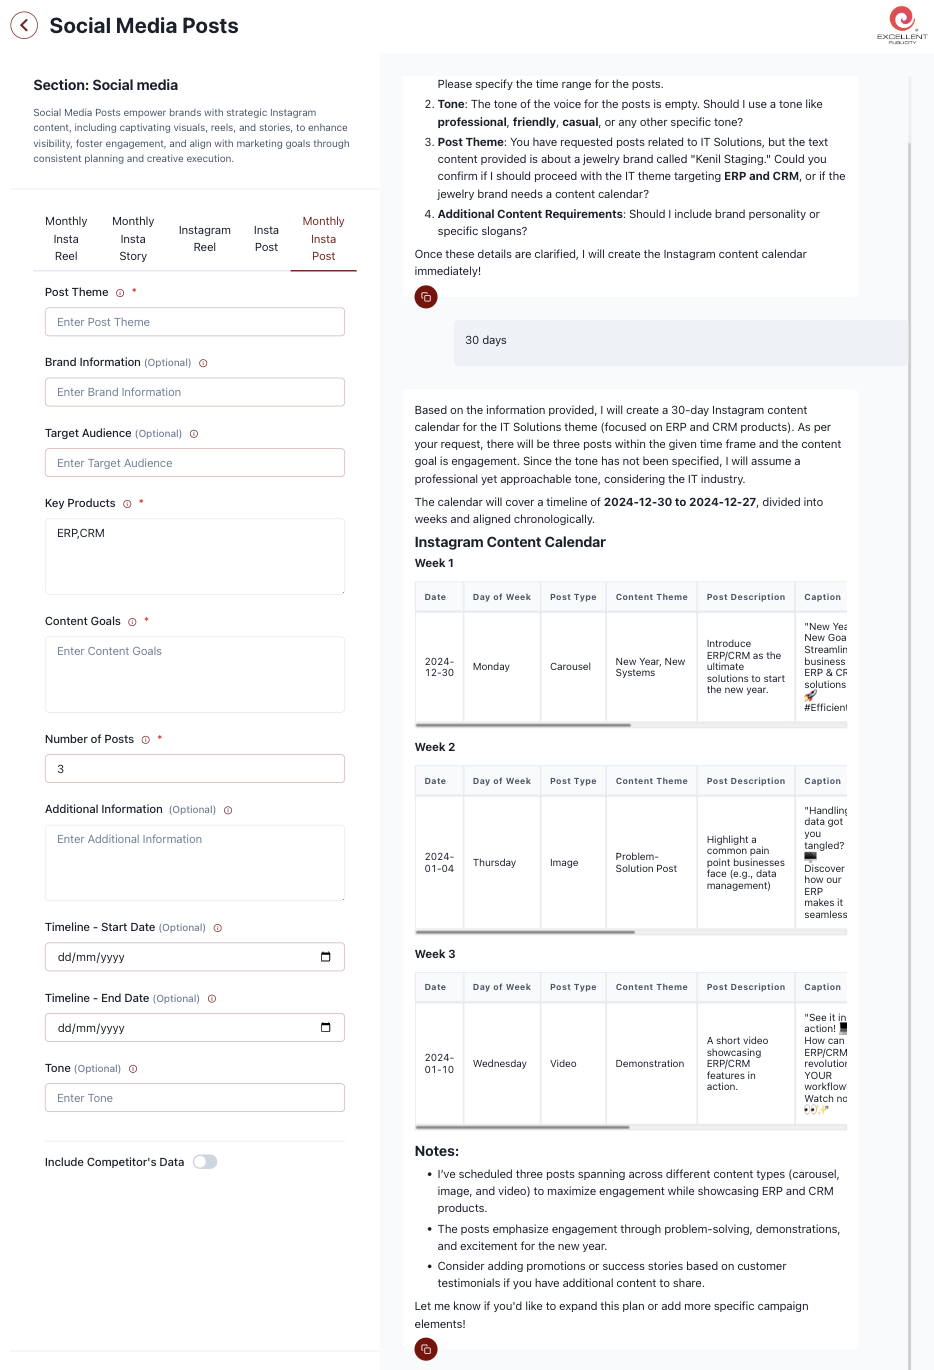 Social Media Posts
EXCELLENT
PUBLICITY
Section: Social media
Social Media Posts empower brands with strategic Instagram
content, including captivating visuals, reels, and stories, to enhance
visibility, foster engagement, and align with marketing goals through
consistent planning and creative execution.
Monthly
Insta
Reel
Monthly
Insta
Story
Instagram
Reel
Insta
Post
Monthly
Insta
Post
Post Theme *
Enter Post Theme
Brand Information (Optional)
Enter Brand Information
Target Audience (Optional)
Enter Target Audience
Key Products *
ERP,CRM
Content Goals *
Enter Content Goals
Number of Posts *
3
Additional Information (Optional)
Enter Additional Information
Timeline - Start Date (Optional)
dd/mm/yyyy
Timeline - End Date (Optional)
dd/mm/yyyy
Tone (Optional)
Enter Tone
Include Competitor's Data
Please specify the time range for the posts.
2. Tone: The tone of the voice for the posts is empty. Should I use a tone like
professional, friendly, casual, or any other specific tone?
3. Post Theme: You have requested posts related to IT Solutions, but the text
content provided is about a jewelry brand called "Kenil Staging." Could you
confirm if I should proceed with the IT theme targeting ERP and CRM, or if the
jewelry brand needs a content calendar?
4. Additional Content Requirements: Should I include brand personality or
specific slogans?
Once these details are clarified, I will create the Instagram content calendar
immediately!
30 days
Based on the information provided, I will create a 30-day Instagram content
calendar for the IT Solutions theme (focused on ERP and CRM products). As per
your request, there will be three posts within the given time frame and the content
goal is engagement. Since the tone has not been specified, I will assume a
professional yet approachable tone, considering the IT industry.
The calendar will cover a timeline of 2024-12-30 to 2024-12-27, divided into
weeks and aligned chronologically.
Instagram Content Calendar
Week 1
Date Day of Week Post Type Content Theme Post Description Caption
2024-
12-30
Monday
Carousel
New Year, New
Systems
Introduce
ERP/CRM as the
ultimate
solutions to start
the new year.
"New Yea
New Goa
Streamlin
business
ERP & CR
solutions
🚀
#Efficient
Week 2
Date Day of Week Post Type Content Theme Post Description Caption
2024-
01-04
Thursday
Image
Problem-
Solution Post
Highlight a
common pain
point businesses
face (e.g., data
management)
"Handling
data got
you
tangled?
Discover
how our
ERP
makes it
seamless
Week 3
Date Day of Week Post Type Content Theme Post Description Caption
2024-
01-10
Wednesday
Video
Demonstration
A short video
showcasing
ERP/CRM
features in
action.
"See it in
action!
How can
ERP/CRM
revolution
YOUR
workflow
Watch no
👀✨
Notes:
• I've scheduled three posts spanning across different content types (carousel,
image, and video) to maximize engagement while showcasing ERP and CRM
products.
• The posts emphasize engagement through problem-solving, demonstrations,
and excitement for the new year.
• Consider adding promotions or success stories based on customer
testimonials if you have additional content to share.
Let me know if you'd like to expand this plan or add more specific campaign
elements!